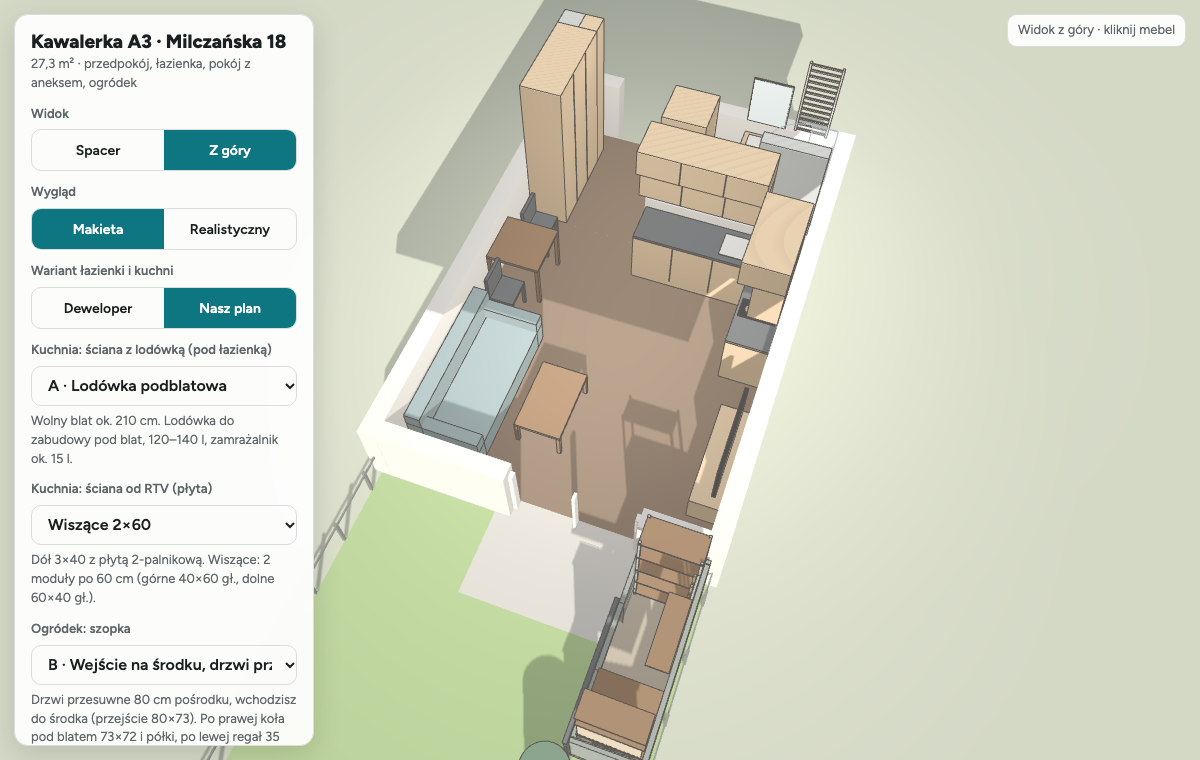 Kawalerka A3 · Milczańska 18
27,3 m² · przedpokój, łazienka, pokój z
aneksem, ogródek
Widok
Spacer
Z góry
Wygląd
Makieta
Realistyczny
Wariant łazienki i kuchni
Deweloper
Nasz plan
Kuchnia: ściana z lodówką (pod łazienką)
A · Lodówka podblatowa
Wolny blat ok. 210 cm. Lodówka do
zabudowy pod blat, 120–140 l, zamrażalnik
ok. 15 l.
Kuchnia: ściana od RTV (płyta)
Wiszące 2×60
Dół 3×40 z płytą 2-palnikową. Wiszące: 2
moduły po 60 cm (górne 40×60 gł., dolne
60×40 gł.).
Ogródek: szopka
B · Wejście na środku, drzwi prz
Drzwi przesuwne 80 cm pośrodku, wchodzisz
do środka (przejście 80×73). Po prawej koła
pod blatem 73×72 i półki, po lewej regał 35
Widok z góry · kliknij mebel